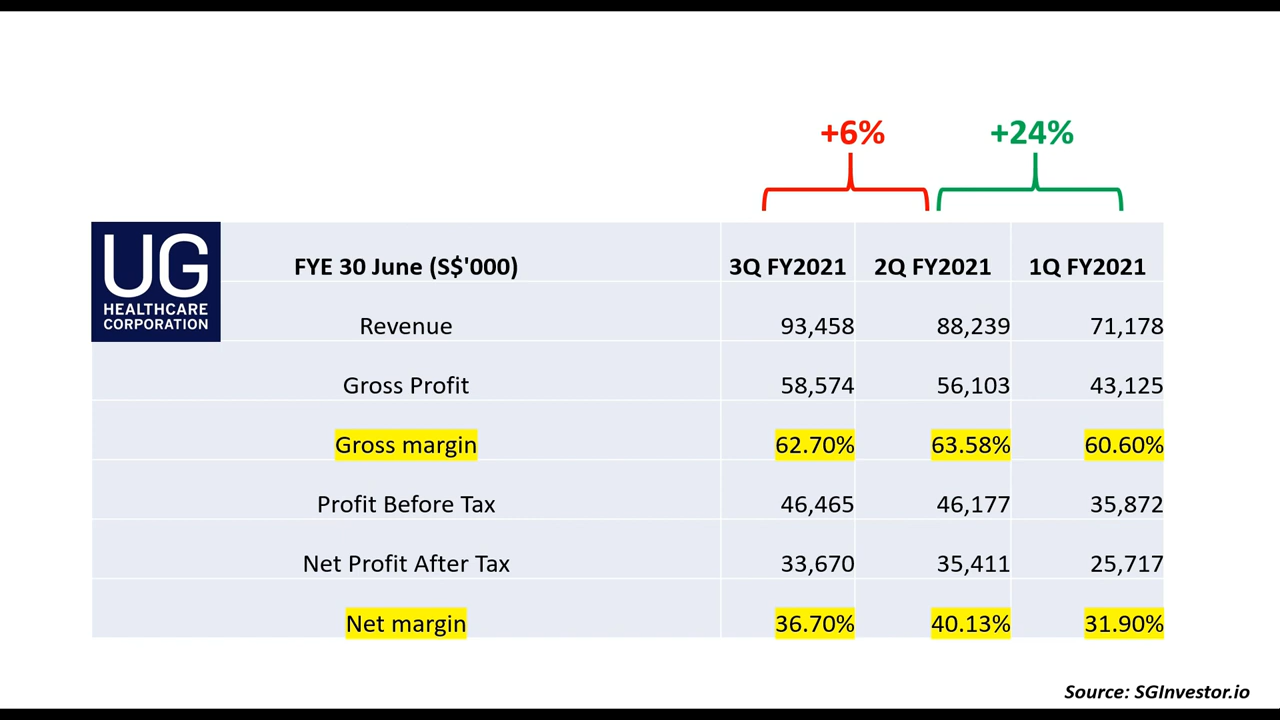 +6% +24%
UG
HEALTHCARE
CORPORATION
FYE 30 June (S$'000) 3Q FY2021 2Q FY2021 1Q FY2021
Revenue 93,458 88,239 71,178
Gross Profit 58,574 56,103 43,125
Gross margin 62.70% 63.58% 60.60%
Profit Before Tax 46,465 46,177 35,872
Net Profit After Tax 33,670 35,411 25,717
Net margin 36.70% 40.13% 31.90%
Source: SGInvestor.io